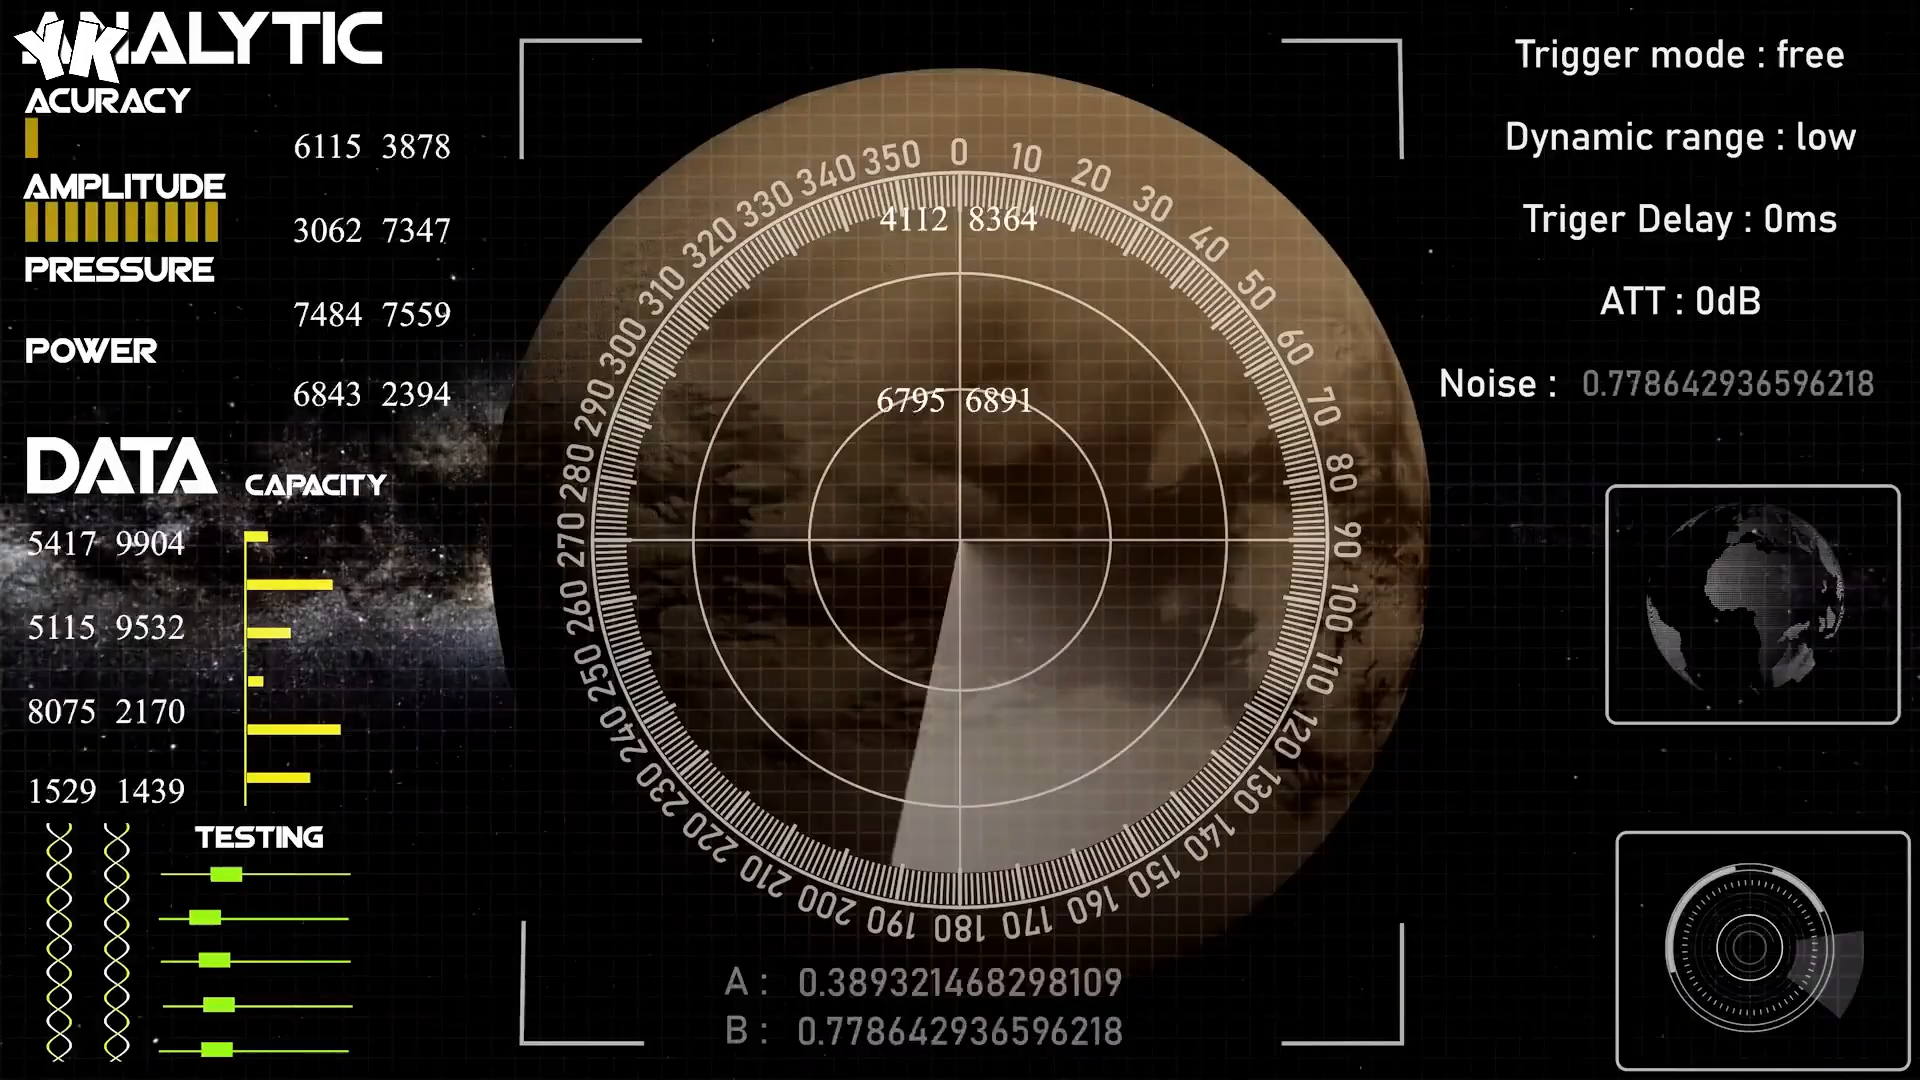 ANALYTIC
YK
ACURACY
6115 3878
AMPLITUDE
3062 7347
PRESSURE
7484 7559
POWER
6843 2394
DATA
CAPACITY
5417 9904
5115 9532
8075 2170
1529 1439
TESTING
0 10 20 30 40 50 60 70 80 90 100 110 120 130 140 150 160 170 180 190 200 210 220 230 240 250 260 270 280 290 300 310 320 330 340 350
4112 8364
6795 6891
A : 0.389321468298109
B : 0.778642936596218
Trigger mode : free
Dynamic range : low
Triger Delay : 0ms
ATT : 0dB
Noise : 0.778642936596218